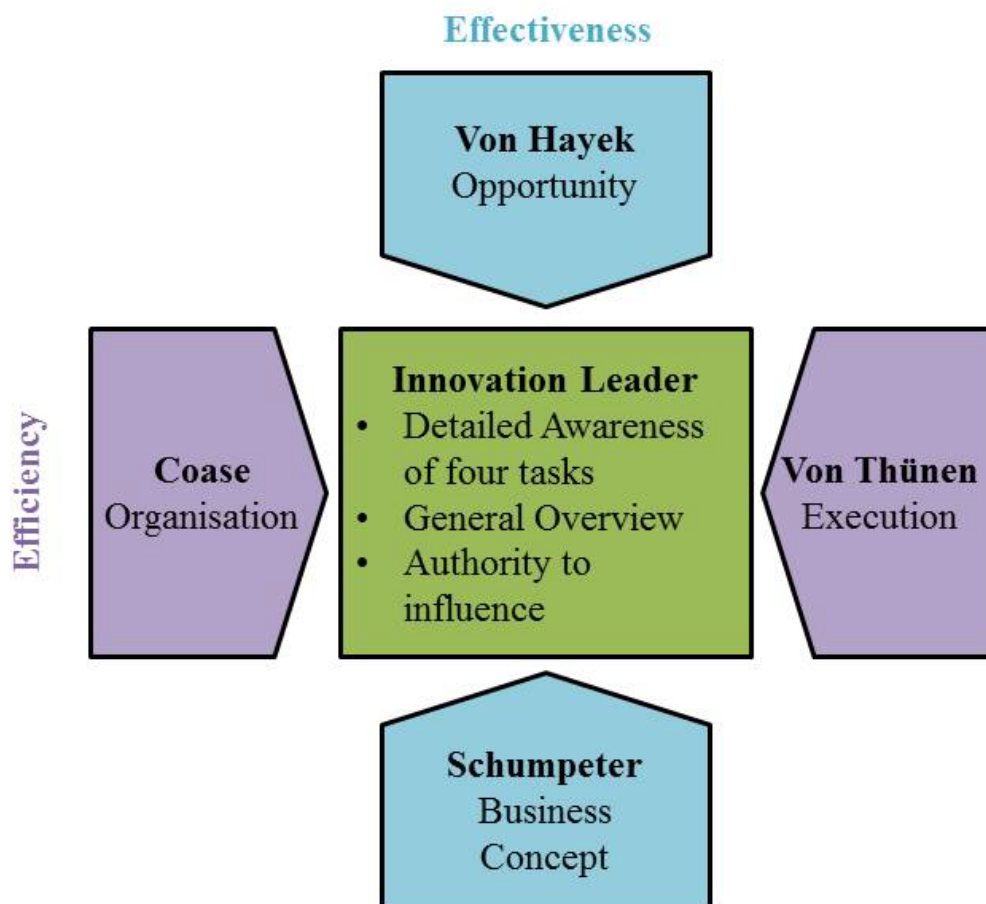 Effectiveness
Von Hayek
Opportunity
Efficiency
Coase
Organisation
Innovation Leader
• Detailed Awareness
of four tasks
• General Overview
• Authority to
influence
Von Thünen
Execution
Schumpeter
Business
Concept